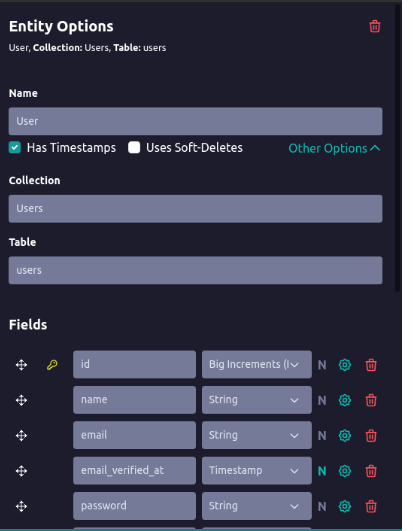 Entity Options
User, Collection: Users, Table: users
Name
User
Has Timestamps Uses Soft-Deletes Other Options
Collection
Users
Table
users
Fields
id Big Increments (I N
name String N
email String N
email_verified_at Timestamp N
password String N